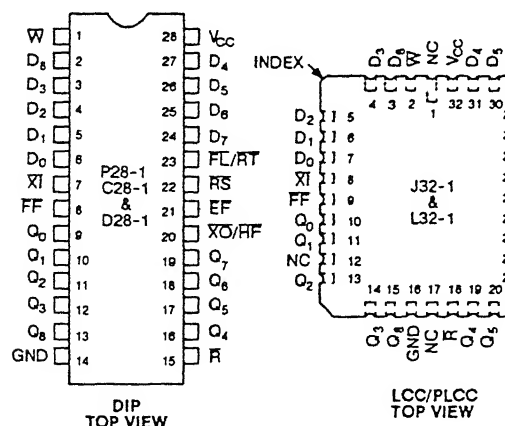 W̅ 1 28 VCC
D8 2 27 D4
D3 3 26 D5
D2 4 25 D6
D1 5 24 D7
D0 6 23 F̅L̅/R̅T̅
X̅I̅ 7 22 R̅S̅
F̅F̅ 8 21 E̅F̅
Q0 9 20 X̅O̅/H̅F̅
Q1 10 19 Q7
Q2 11 18 Q6
Q3 12 17 Q5
Q8 13 16 Q4
GND 14 15 R̅
P28-1
C28-1
&
D28-1
DIP
TOP VIEW
INDEX
D3 D8 W̅ NC VCC D4 D5
4 3 2 1 32 31 30
D2 5
D1 6
D0 7
X̅I̅ 8
F̅F̅ 9
Q0 10
Q1 11
NC 12
Q2 13
J32-1
&
L32-1
14 15 16 17 18 19 20
Q3 Q8 GND NC R̅ Q4 Q5
LCC/PLCC
TOP VIEW